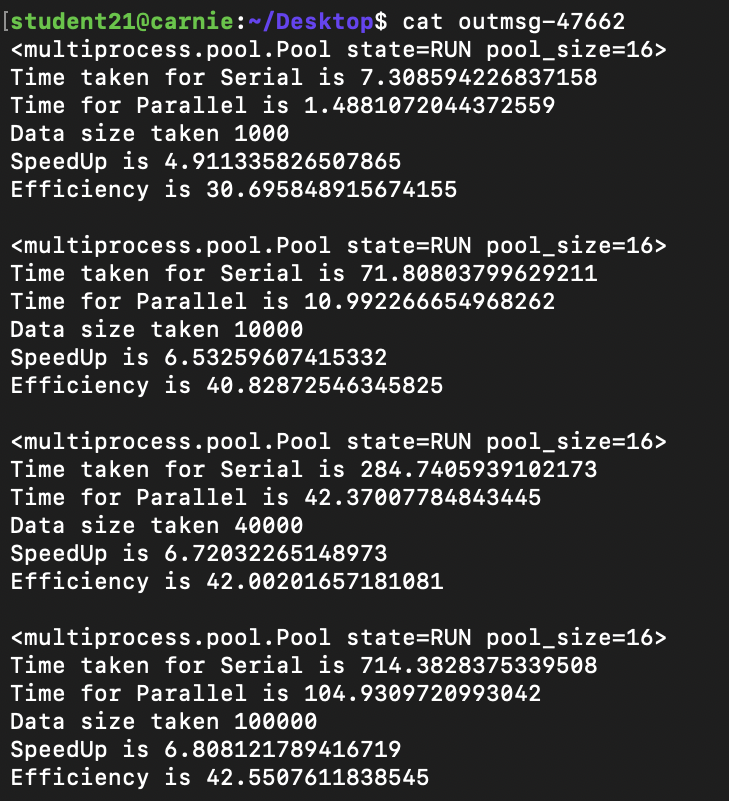 [student21@carnie:~/Desktop$ cat outmsg-47662
<multiprocess.pool.Pool state=RUN pool_size=16>
Time taken for Serial is 7.308594226837158
Time for Parallel is 1.4881072044372559
Data size taken 1000
SpeedUp is 4.911335826507865
Efficiency is 30.695848915674155

<multiprocess.pool.Pool state=RUN pool_size=16>
Time taken for Serial is 71.80803799629211
Time for Parallel is 10.992266654968262
Data size taken 10000
SpeedUp is 6.53259607415332
Efficiency is 40.82872546345825

<multiprocess.pool.Pool state=RUN pool_size=16>
Time taken for Serial is 284.7405939102173
Time for Parallel is 42.37007784843445
Data size taken 40000
SpeedUp is 6.72032265148973
Efficiency is 42.00201657181081

<multiprocess.pool.Pool state=RUN pool_size=16>
Time taken for Serial is 714.3828375339508
Time for Parallel is 104.9309720993042
Data size taken 100000
SpeedUp is 6.808121789416719
Efficiency is 42.5507611838545